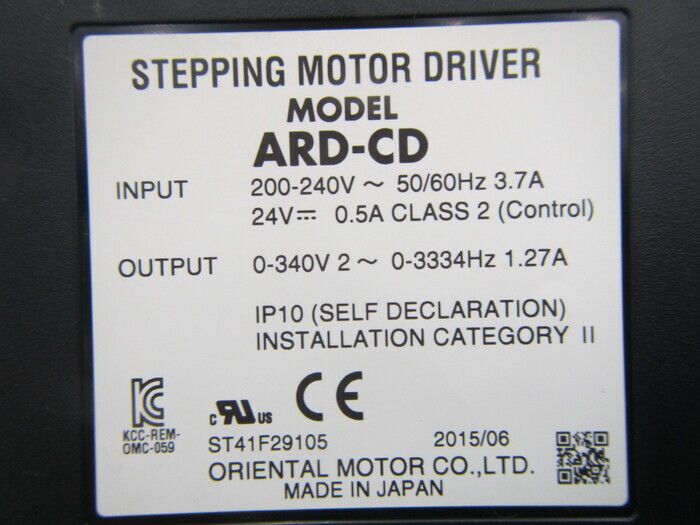 STEPPING MOTOR DRIVER
MODEL
ARD-CD
INPUT 200-240V ~ 50/60Hz 3.7A
24V⎓ 0.5A CLASS 2 (Control)
OUTPUT 0-340V 2~ 0-3334Hz 1.27A
IP10 (SELF DECLARATION)
INSTALLATION CATEGORY II
c RU US CE
KCC-REM-
OMC-059
ST41F29105 2015/06
ORIENTAL MOTOR CO.,LTD.
MADE IN JAPAN